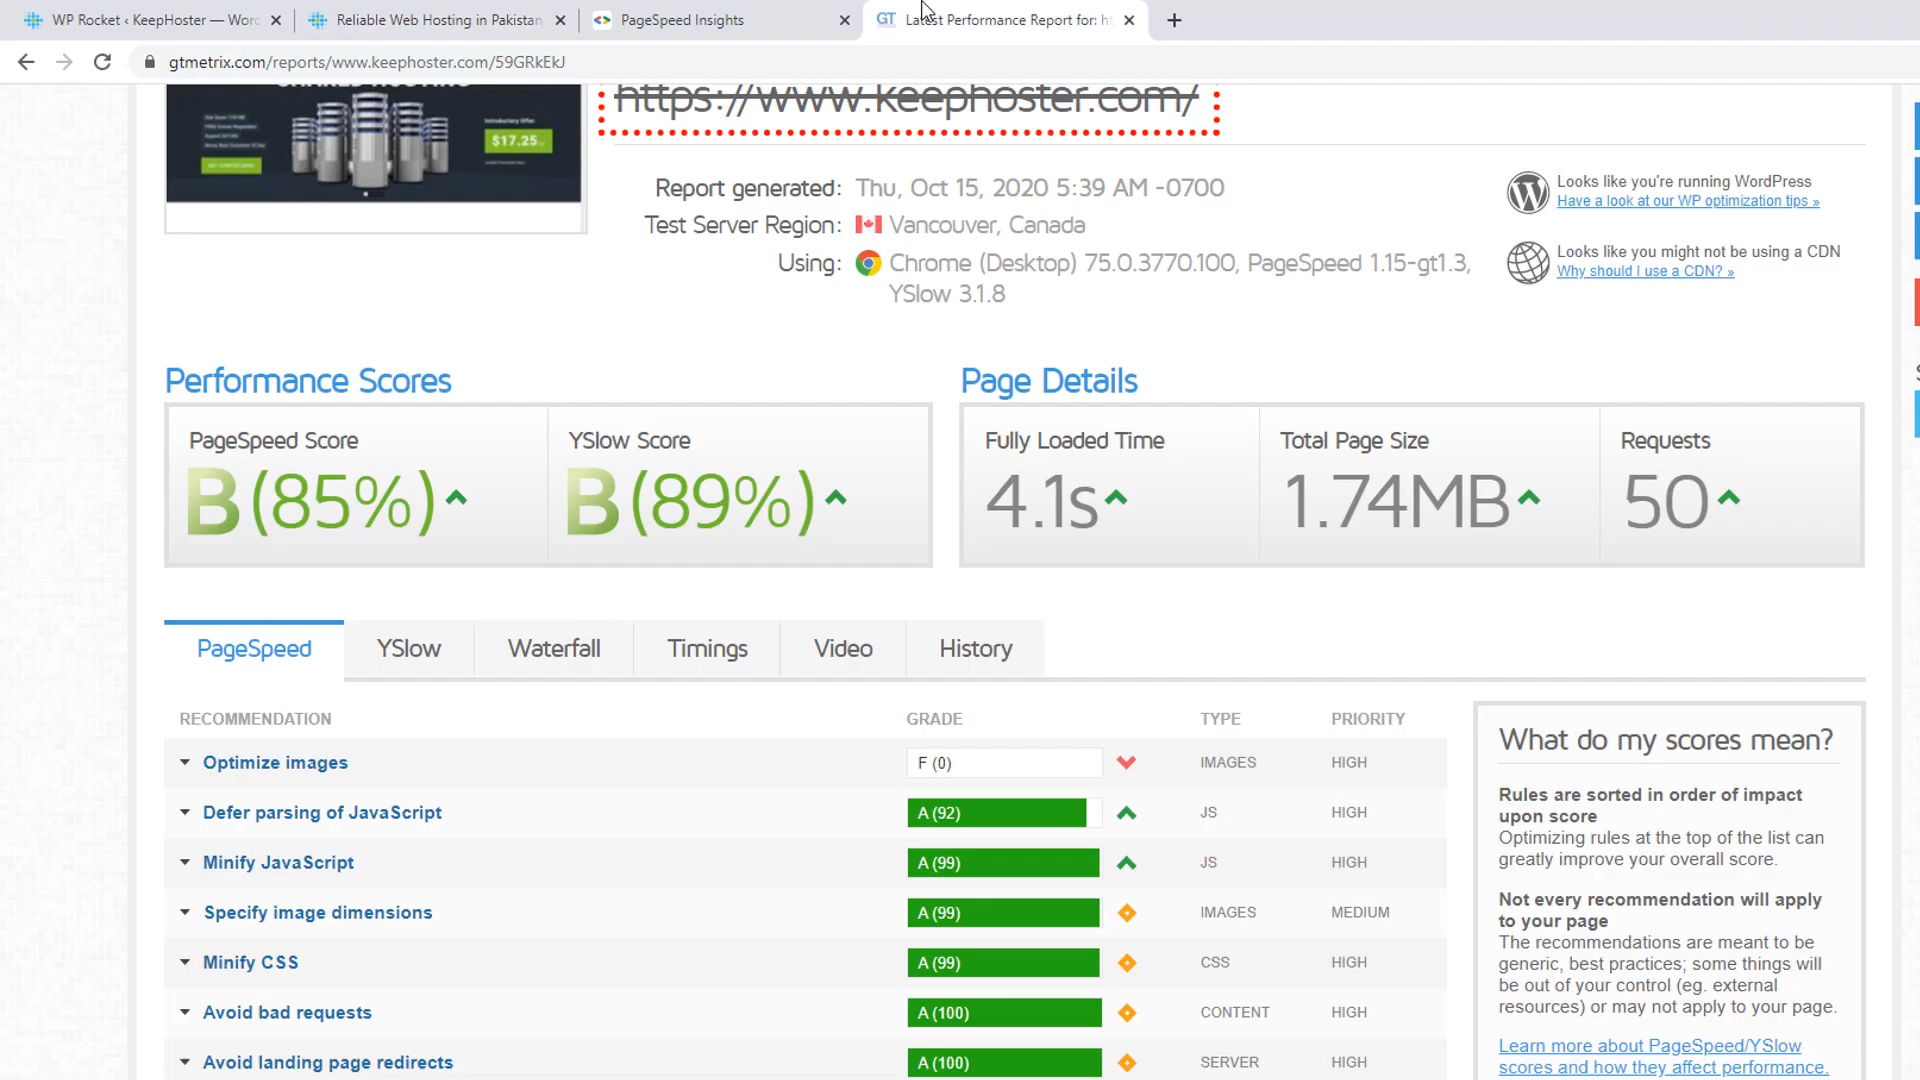 WP Rocket ‹ KeepHoster — Word
Reliable Web Hosting in Pakistan
PageSpeed Insights
GT Latest Performance Report for: ht
gtmetrix.com/reports/www.keephoster.com/59GRkEkJ
https://www.keephoster.com/
$17.25
Report generated: Thu, Oct 15, 2020 5:39 AM -0700
Test Server Region: Vancouver, Canada
Using: Chrome (Desktop) 75.0.3770.100, PageSpeed 1.15-gt1.3,
YSlow 3.1.8
Looks like you're running WordPress
Have a look at our WP optimization tips »
Looks like you might not be using a CDN
Why should I use a CDN? »
Performance Scores
PageSpeed Score
B (85%)
YSlow Score
B (89%)
Page Details
Fully Loaded Time
4.1s
Total Page Size
1.74MB
Requests
50
PageSpeed
YSlow
Waterfall
Timings
Video
History
RECOMMENDATION GRADE TYPE PRIORITY
Optimize images F (0) IMAGES HIGH
Defer parsing of JavaScript A (92) JS HIGH
Minify JavaScript A (99) JS HIGH
Specify image dimensions A (99) IMAGES MEDIUM
Minify CSS A (99) CSS HIGH
Avoid bad requests A (100) CONTENT HIGH
Avoid landing page redirects A (100) SERVER HIGH
What do my scores mean?
Rules are sorted in order of impact
upon score
Optimizing rules at the top of the list can
greatly improve your overall score.
Not every recommendation will apply
to your page
The recommendations are meant to be
generic, best practices; some things will
be out of your control (eg. external
resources) or may not apply to your page.
Learn more about PageSpeed/YSlow
scores and how they affect performance.